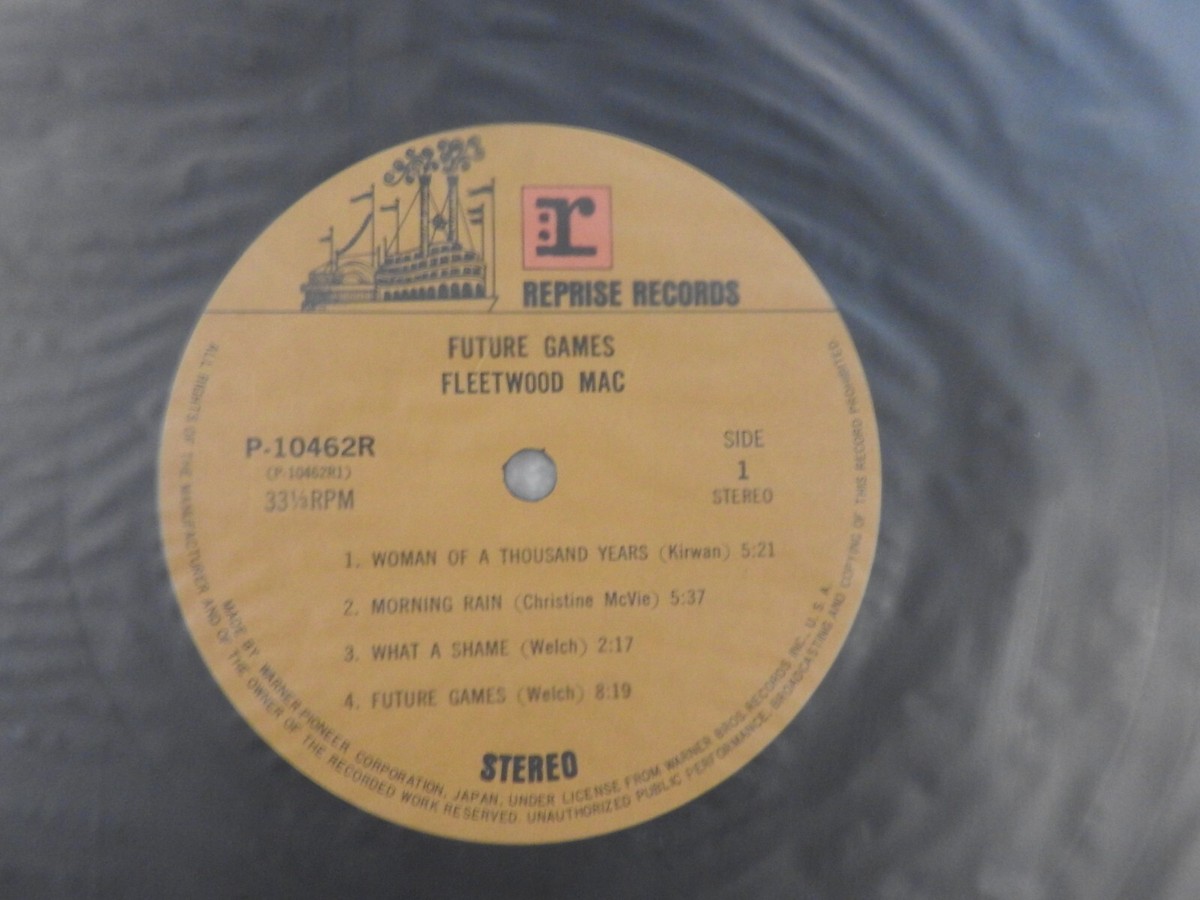 r
REPRISE RECORDS
FUTURE GAMES
FLEETWOOD MAC
P-10462R
(P-10462R1)
33⅓RPM
SIDE
1
STEREO
1. WOMAN OF A THOUSAND YEARS (Kirwan) 5:21
2. MORNING RAIN (Christine McVie) 5:37
3. WHAT A SHAME (Welch) 2:17
4. FUTURE GAMES (Welch) 8:19
STEREO
MADE BY WARNER-PIONEER CORPORATION, JAPAN, UNDER LICENSE FROM WARNER BROS. RECORDS INC., U. S. A.
ALL RIGHTS OF THE MANUFACTURER AND OF THE OWNER OF THE RECORDED WORK RESERVED. UNAUTHORIZED PUBLIC PERFORMANCE, BROADCASTING AND COPYING OF THIS RECORD PROHIBITED